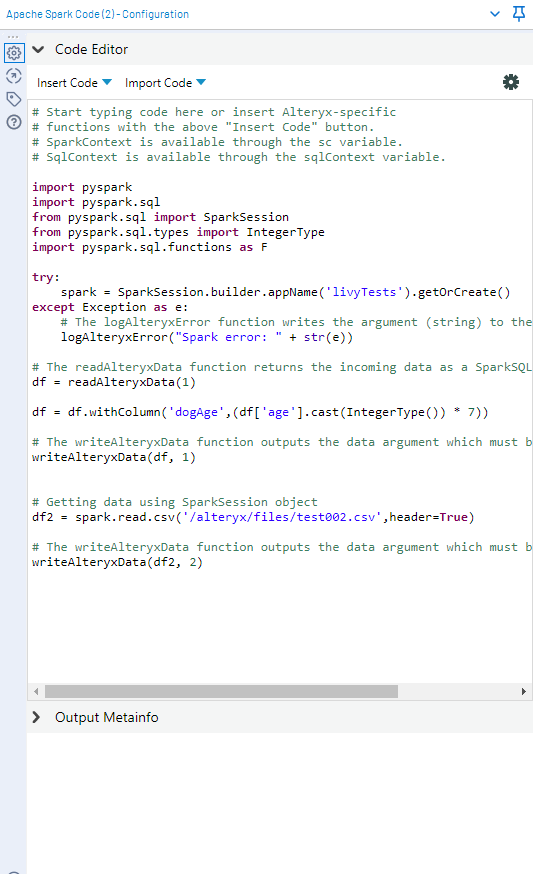 Apache Spark Code (2) - Configuration
Code Editor
Insert Code Import Code
# Start typing code here or insert Alteryx-specific
# functions with the above "Insert Code" button.
# SparkContext is available through the sc variable.
# SqlContext is available through the sqlContext variable.
import pyspark
import pyspark.sql
from pyspark.sql import SparkSession
from pyspark.sql.types import IntegerType
import pyspark.sql.functions as F
try:
    spark = SparkSession.builder.appName('livyTests').getOrCreate()
except Exception as e:
    # The logAlteryxError function writes the argument (string) to the
    logAlteryxError("Spark error: " + str(e))
# The readAlteryxData function returns the incoming data as a SparkSQL
df = readAlteryxData(1)
df = df.withColumn('dogAge',(df['age'].cast(IntegerType()) * 7))
# The writeAlteryxData function outputs the data argument which must b
writeAlteryxData(df, 1)
# Getting data using SparkSession object
df2 = spark.read.csv('/alteryx/files/test002.csv',header=True)
# The writeAlteryxData function outputs the data argument which must b
writeAlteryxData(df2, 2)
Output Metainfo